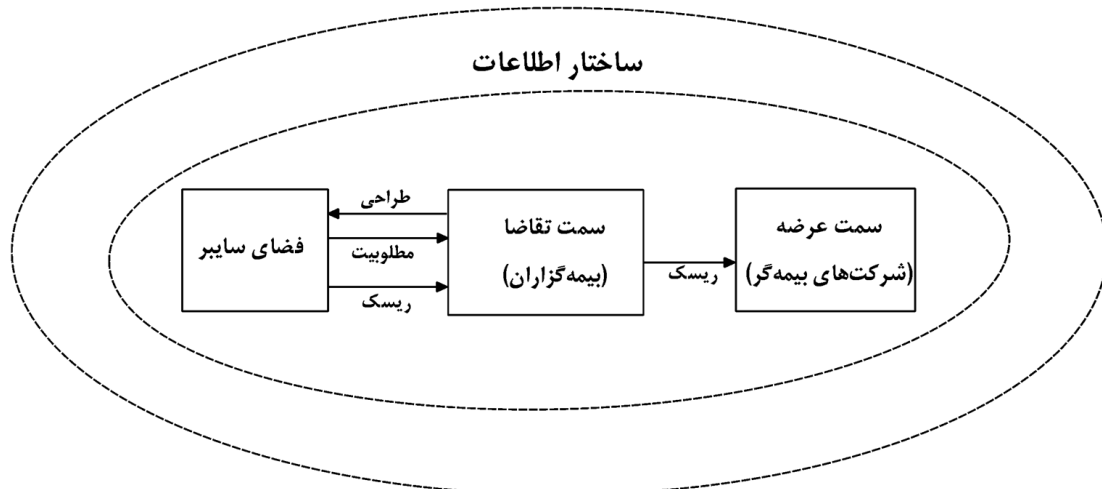 ساختار اطلاعات
سمت عرضه
(شرکت‌های بیمه‌گر)
ریسک
سمت تقاضا
(بیمه‌گزاران)
طراحی
مطلوبیت
ریسک
فضای سایبر